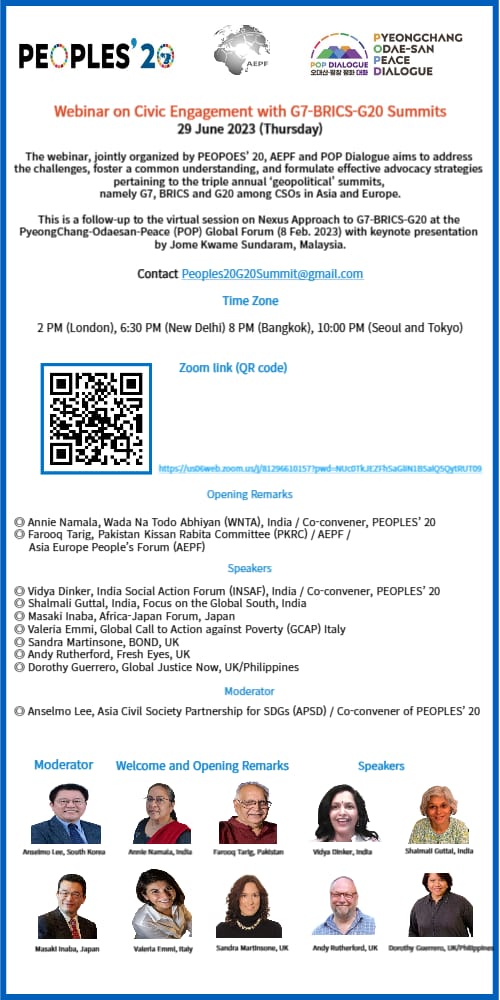 PEOPLES' 20
AEPF
POP DIALOGUE
오대산·평창 평화 대화
PYEONGCHANG
ODAE-SAN
PEACE
DIALOGUE
Webinar on Civic Engagement with G7-BRICS-G20 Summits
29 June 2023 (Thursday)
The webinar, jointly organized by PEOPOES' 20, AEPF and POP Dialogue aims to address
the challenges, foster a common understanding, and formulate effective advocacy strategies
pertaining to the triple annual 'geopolitical' summits,
namely G7, BRICS and G20 among CSOs in Asia and Europe.
This is a follow-up to the virtual session on Nexus Approach to G7-BRICS-G20 at the
PyeongChang-Odaesan-Peace (POP) Global Forum (8 Feb. 2023) with keynote presentation
by Jome Kwame Sundaram, Malaysia.
Contact Peoples20G20Summit@gmail.com
Time Zone
2 PM (London), 6:30 PM (New Delhi) 8 PM (Bangkok), 10:00 PM (Seoul and Tokyo)
Zoom link (QR code)
Opening Remarks
◎ Annie Namala, Wada Na Todo Abhiyan (WNTA), India / Co-convener, PEOPLES' 20
◎ Farooq Tarig, Pakistan Kissan Rabita Committee (PKRC) / AEPF /
Asia Europe People's Forum (AEPF)
Speakers
◎ Vidya Dinker, India Social Action Forum (INSAF), India / Co-convener, PEOPLES' 20
◎ Shalmali Guttal, India, Focus on the Global South, India
◎ Masaki Inaba, Africa-Japan Forum, Japan
◎ Valeria Emmi, Global Call to Action against Poverty (GCAP) Italy
◎ Sandra Martinsone, BOND, UK
◎ Andy Rutherford, Fresh Eyes, UK
◎ Dorothy Guerrero, Global Justice Now, UK/Philippines
Moderator
◎ Anselmo Lee, Asia Civil Society Partnership for SDGs (APSD) / Co-convener of PEOPLES' 20
Moderator Welcome and Opening Remarks Speakers
Anselmo Lee, South Korea Annie Namala, India Farooq Tarig, Pakistan Vidya Dinker, India Shalmali Guttal, India
Masaki Inaba, Japan Valeria Emmi, Italy Sandra Martinsone, UK Andy Rutherford, UK Dorothy Guerrero, UK/Philippines